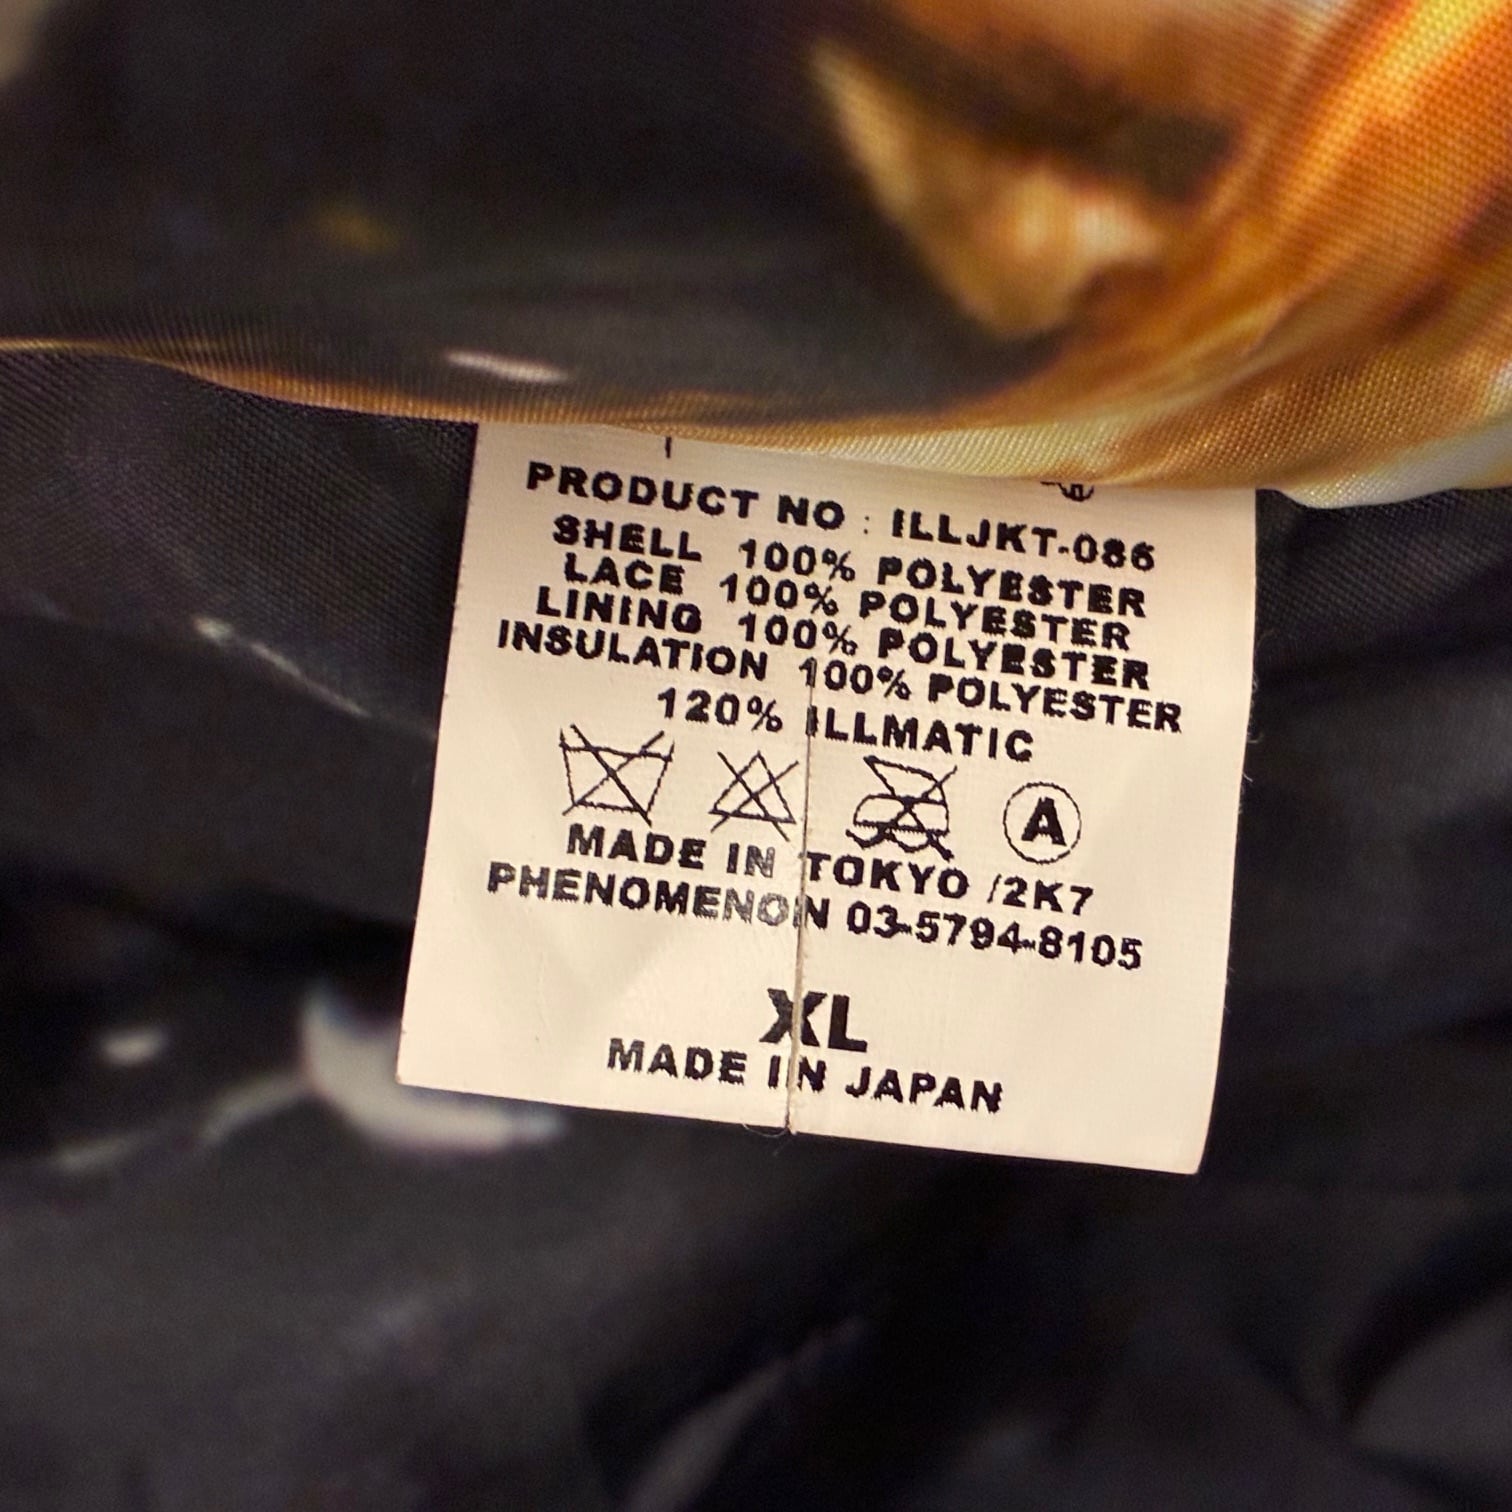 PRODUCT NO : ILLJKT-086
SHELL 100% POLYESTER
LACE 100% POLYESTER
LINING 100% POLYESTER
INSULATION 100% POLYESTER
120% ILLMATIC
A
MADE IN TOKYO /2K7
PHENOMENON 03-5794-8105
XL
MADE IN JAPAN